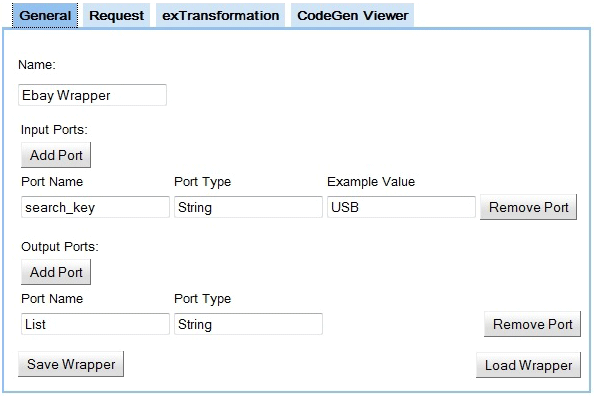 General Request exTransformation CodeGen Viewer
Name:
Ebay Wrapper
Input Ports:
Add Port
Port Name Port Type Example Value
search_key String USB Remove Port
Output Ports:
Add Port
Port Name Port Type
List String Remove Port
Save Wrapper Load Wrapper